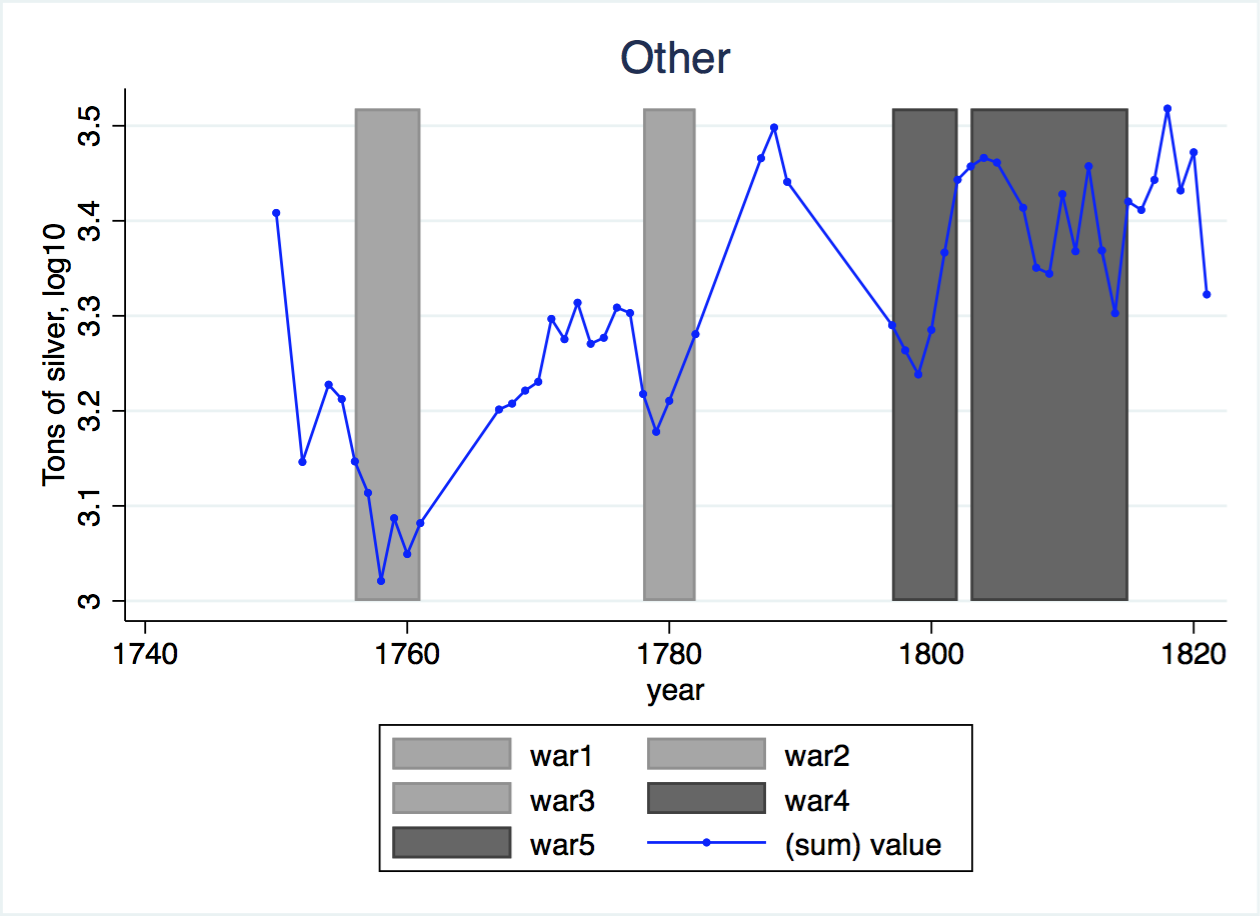 Other
Tons of silver, log10
3.5
3.4
3.3
3.2
3.1
3
1740 1760 1780 1800 1820
year
war1 war2
war3 war4
war5 (sum) value